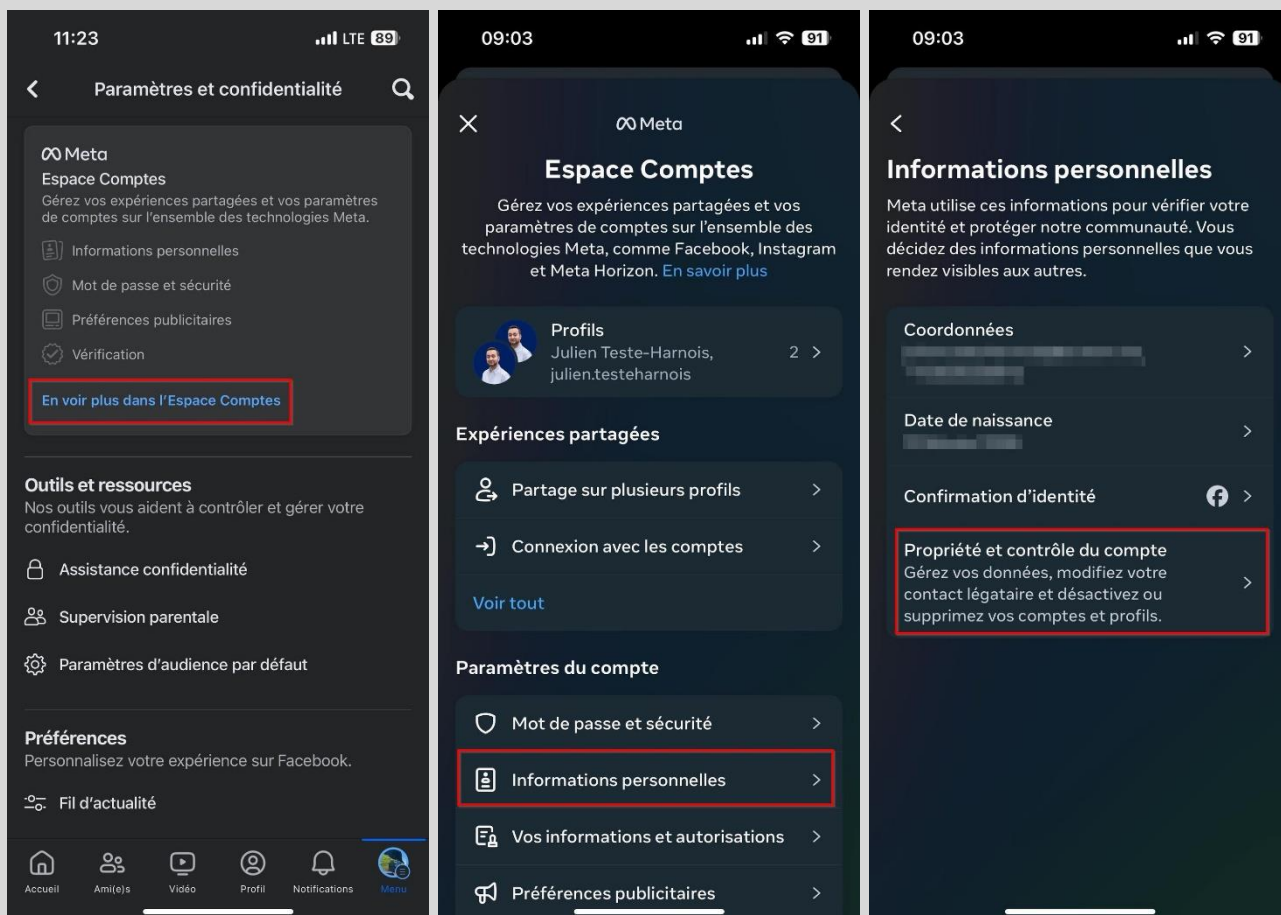 11:23
LTE 89
Paramètres et confidentialité
Meta
Espace Comptes
Gérez vos expériences partagées et vos paramètres
de comptes sur l'ensemble des technologies Meta.
Informations personnelles
Mot de passe et sécurité
Préférences publicitaires
Vérification
En voir plus dans l'Espace Comptes
Outils et ressources
Nos outils vous aident à contrôler et gérer votre
confidentialité.
Assistance confidentialité
Supervision parentale
Paramètres d'audience par défaut
Préférences
Personnalisez votre expérience sur Facebook.
Fil d'actualité
Accueil
Ami(e)s
Vidéo
Profil
Notifications
Menu
09:03
91
Meta
Espace Comptes
Gérez vos expériences partagées et vos
paramètres de comptes sur l'ensemble des
technologies Meta, comme Facebook, Instagram
et Meta Horizon. En savoir plus
Profils
Julien Teste-Harnois,
julien.testeharnois
2
Expériences partagées
Partage sur plusieurs profils
Connexion avec les comptes
Voir tout
Paramètres du compte
Mot de passe et sécurité
Informations personnelles
Vos informations et autorisations
Préférences publicitaires
09:03
91
Informations personnelles
Meta utilise ces informations pour vérifier votre
identité et protéger notre communauté. Vous
décidez des informations personnelles que vous
rendez visibles aux autres.
Coordonnées
Date de naissance
Confirmation d'identité
Propriété et contrôle du compte
Gérez vos données, modifiez votre
contact légataire et désactivez ou
supprimez vos comptes et profils.